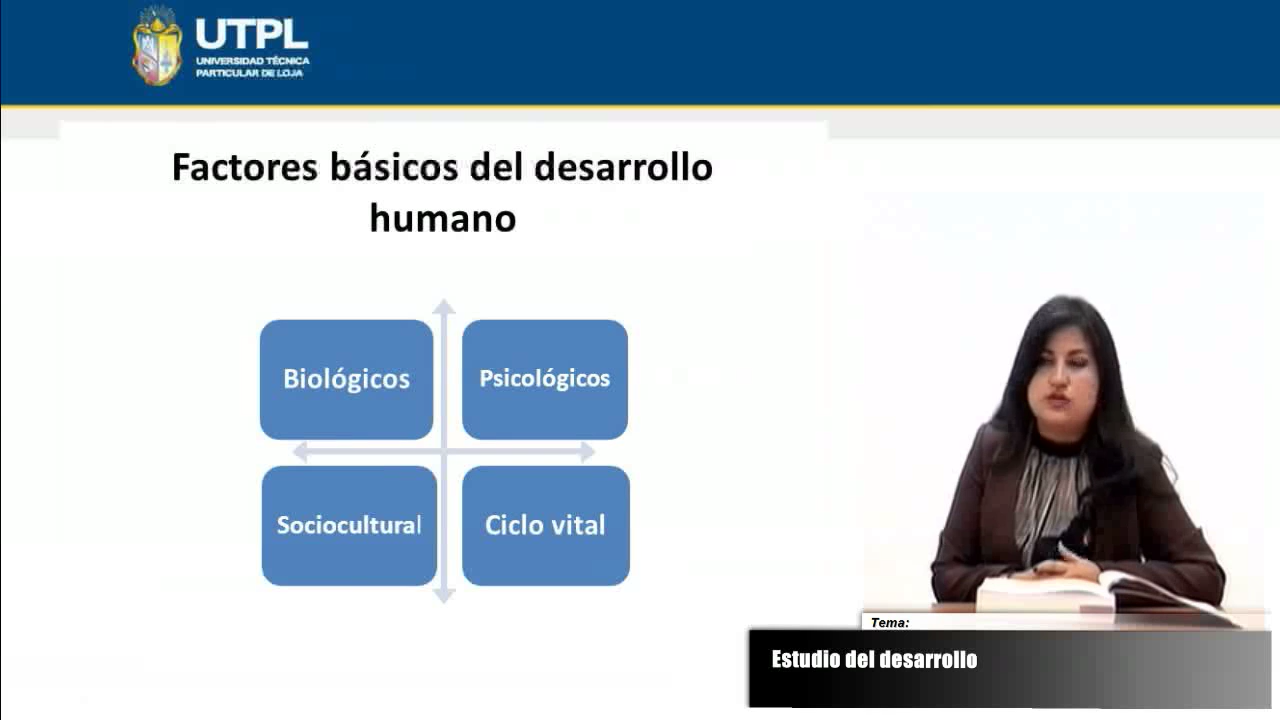 UTPL
UNIVERSIDAD TÉCNICA
PARTICULAR DE LOJA
Factores básicos del desarrollo
humano
Biológicos
Psicológicos
Sociocultural
Ciclo vital
Tema:
Estudio del desarrollo